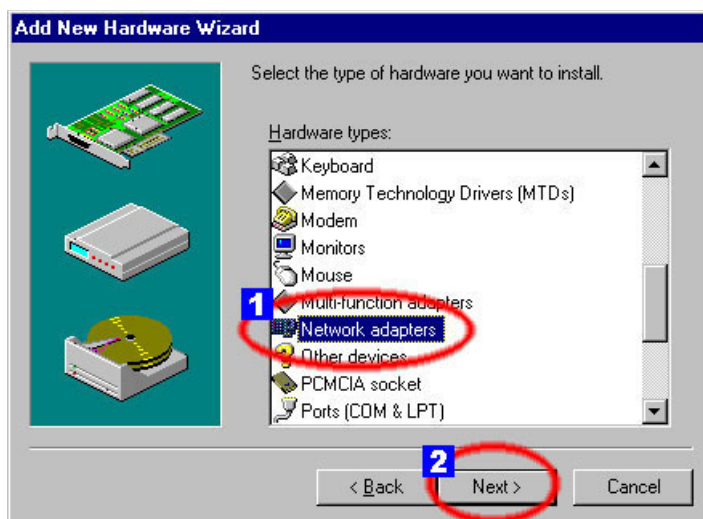 Add New Hardware Wizard
Select the type of hardware you want to install.
Hardware types:
Keyboard
Memory Technology Drivers (MTDs)
Modem
Monitors
Mouse
1
Multi-function adapters
Network adapters
Other devices
PCMCIA socket
Ports (COM & LPT)
2
< Back
Next >
Cancel